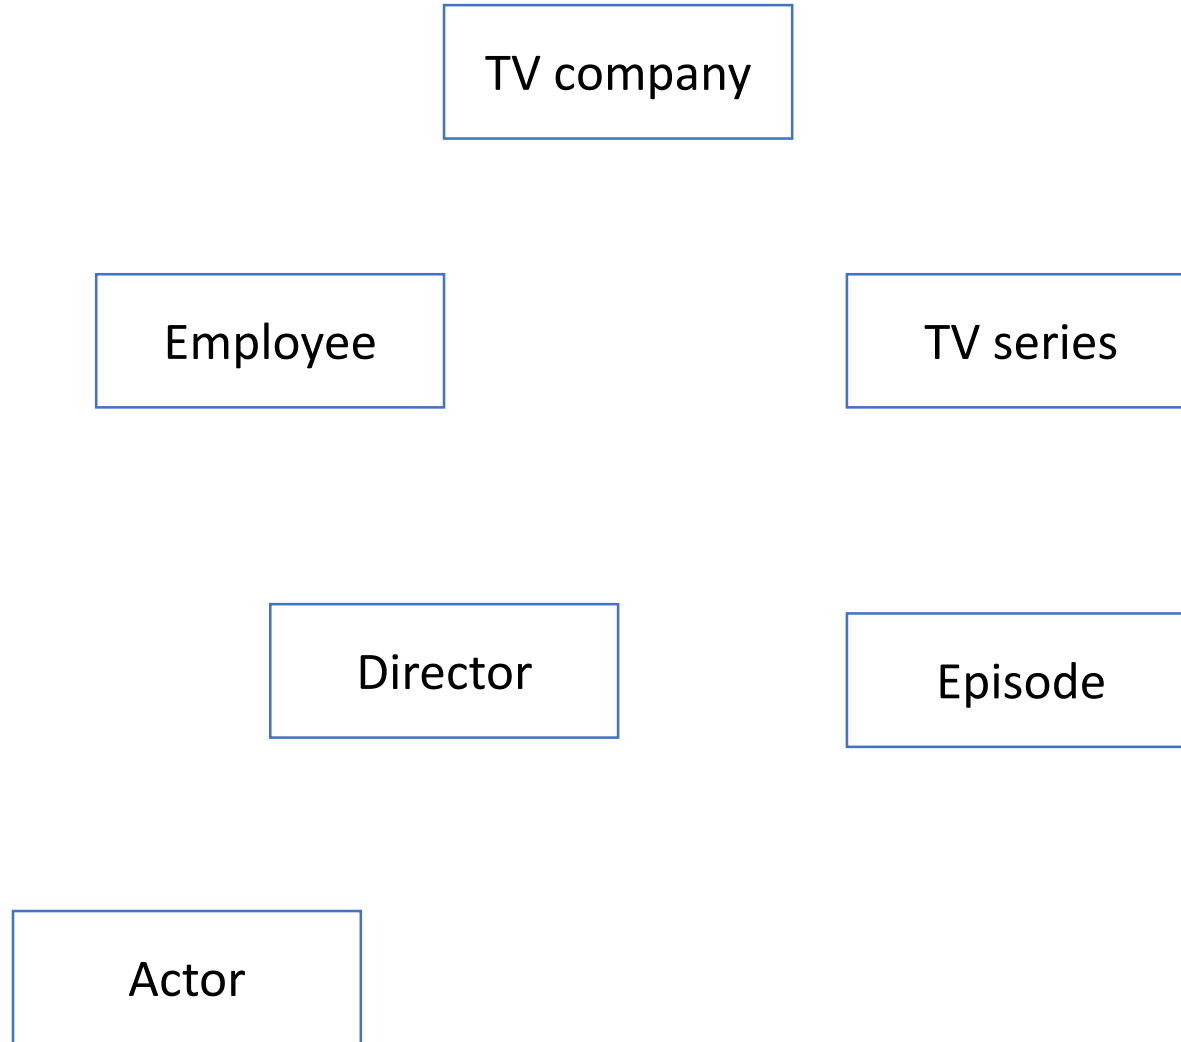 TV company
Employee
TV series
Director
Episode
Actor